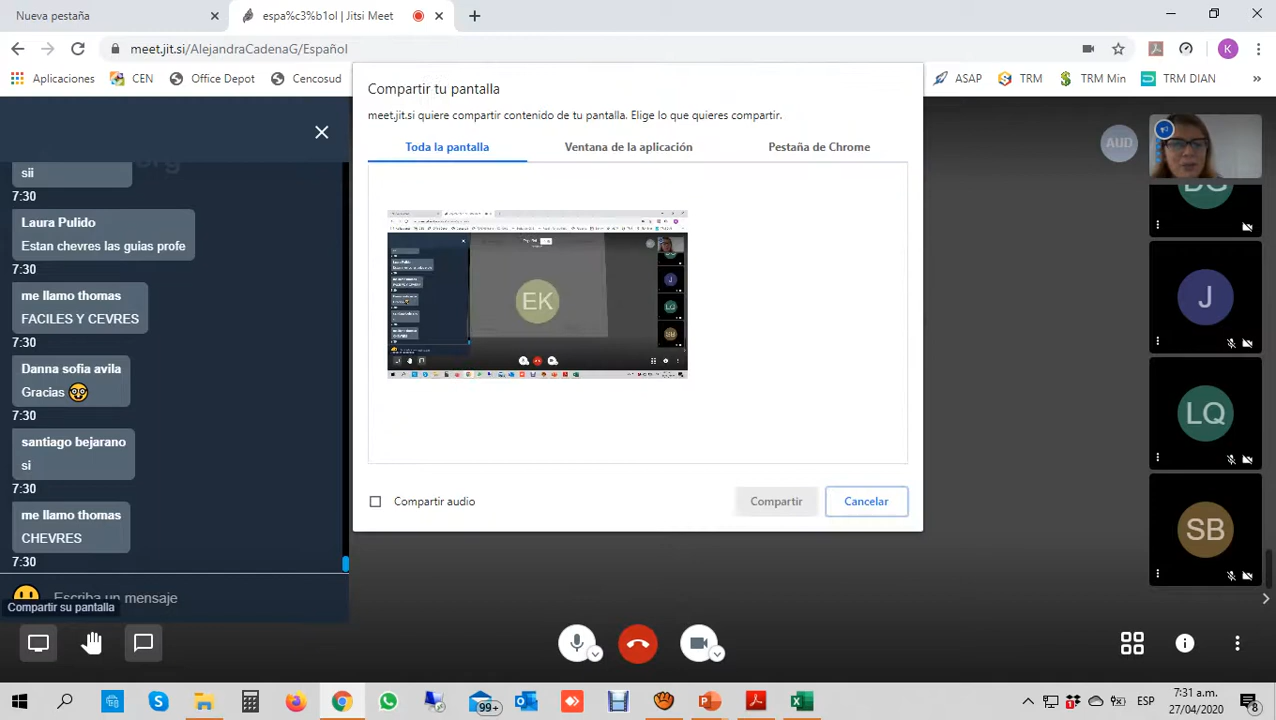 Nueva pestaña
espa%c3%b1ol | Jitsi Meet
meet.jit.si/AlejandraCadenaG/Español
K
Aplicaciones
CEN
Office Depot
Cencosud
ASAP
TRM
TRM Min
TRM DIAN
»
Compartir tu pantalla
meet.jit.si quiere compartir contenido de tu pantalla. Elige lo que quieres compartir.
Toda la pantalla
Ventana de la aplicación
Pestaña de Chrome
EK
Compartir audio
Compartir
Cancelar
sii
7:30
Laura Pulido
Estan chevres las guias profe
7:30
me llamo thomas
FACILES Y CEVRES
7:30
Danna sofia avila
Gracias 🤓
7:30
santiago bejarano
si
7:30
me llamo thomas
CHEVRES
7:30
Escriba un mensaje
Compartir su pantalla
AUD
J
LQ
SB
99+
ESP
7:31 a.m.
27/04/2020
8